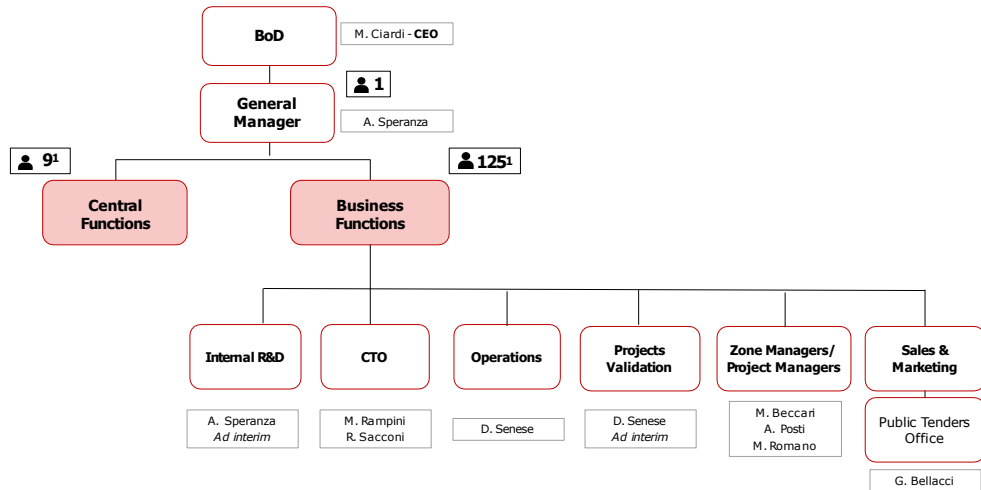 BoD
M. Ciardi - CEO
1
General
Manager
A. Speranza
9¹
125¹
Central
Functions
Business
Functions
Internal R&D
CTO
Operations
Projects
Validation
Zone Managers/
Project Managers
Sales &
Marketing
A. Speranza
Ad interim
M. Rampini
R. Sacconi
D. Senese
D. Senese
Ad interim
M. Beccari
A. Posti
M. Romano
Public Tenders
Office
G. Bellacci